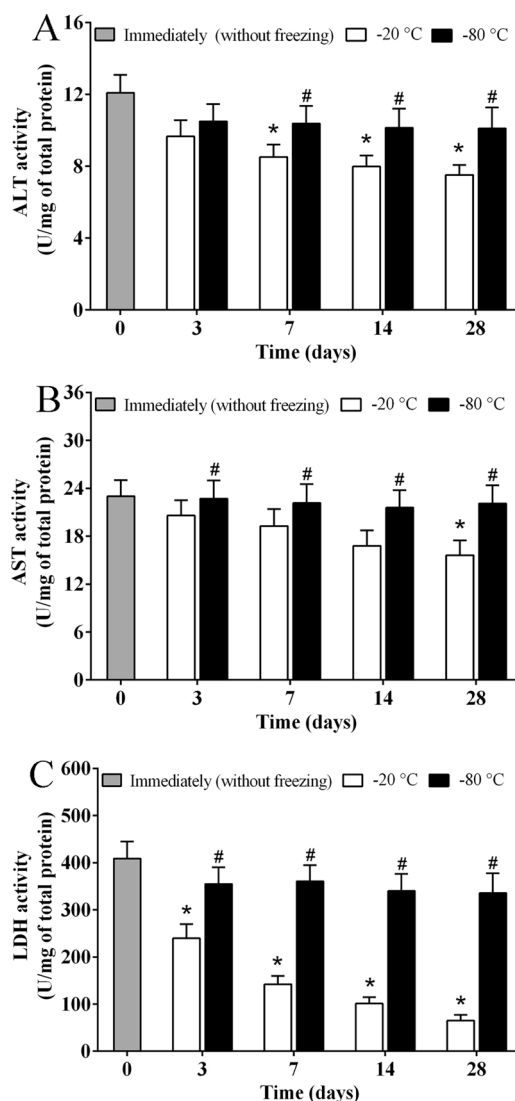 A
Immediately (without freezing) -20 °C -80 °C
ALT activity
(U/mg of total protein)
16
12
8
4
0
# # #
* * *
0 3 7 14 28
Time (days)
B
Immediately (without freezing) -20 °C -80 °C
AST activity
(U/mg of total protein)
36
30
24
18
12
6
0
# # # #
*
0 3 7 14 28
Time (days)
C
Immediately (without freezing) -20 °C -80 °C
LDH activity
(U/mg of total protein)
600
500
400
300
200
100
0
# # # #
* * * *
0 3 7 14 28
Time (days)